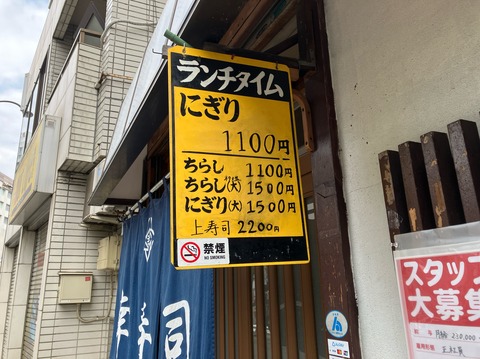 ランチタイム
にぎり
1100円
ちらし 1100円
ちらし(大) 1500円
にぎり(大) 1500円
上寿司 2200円
禁煙
NO SMOKING
寿司
スタッフ
大募集